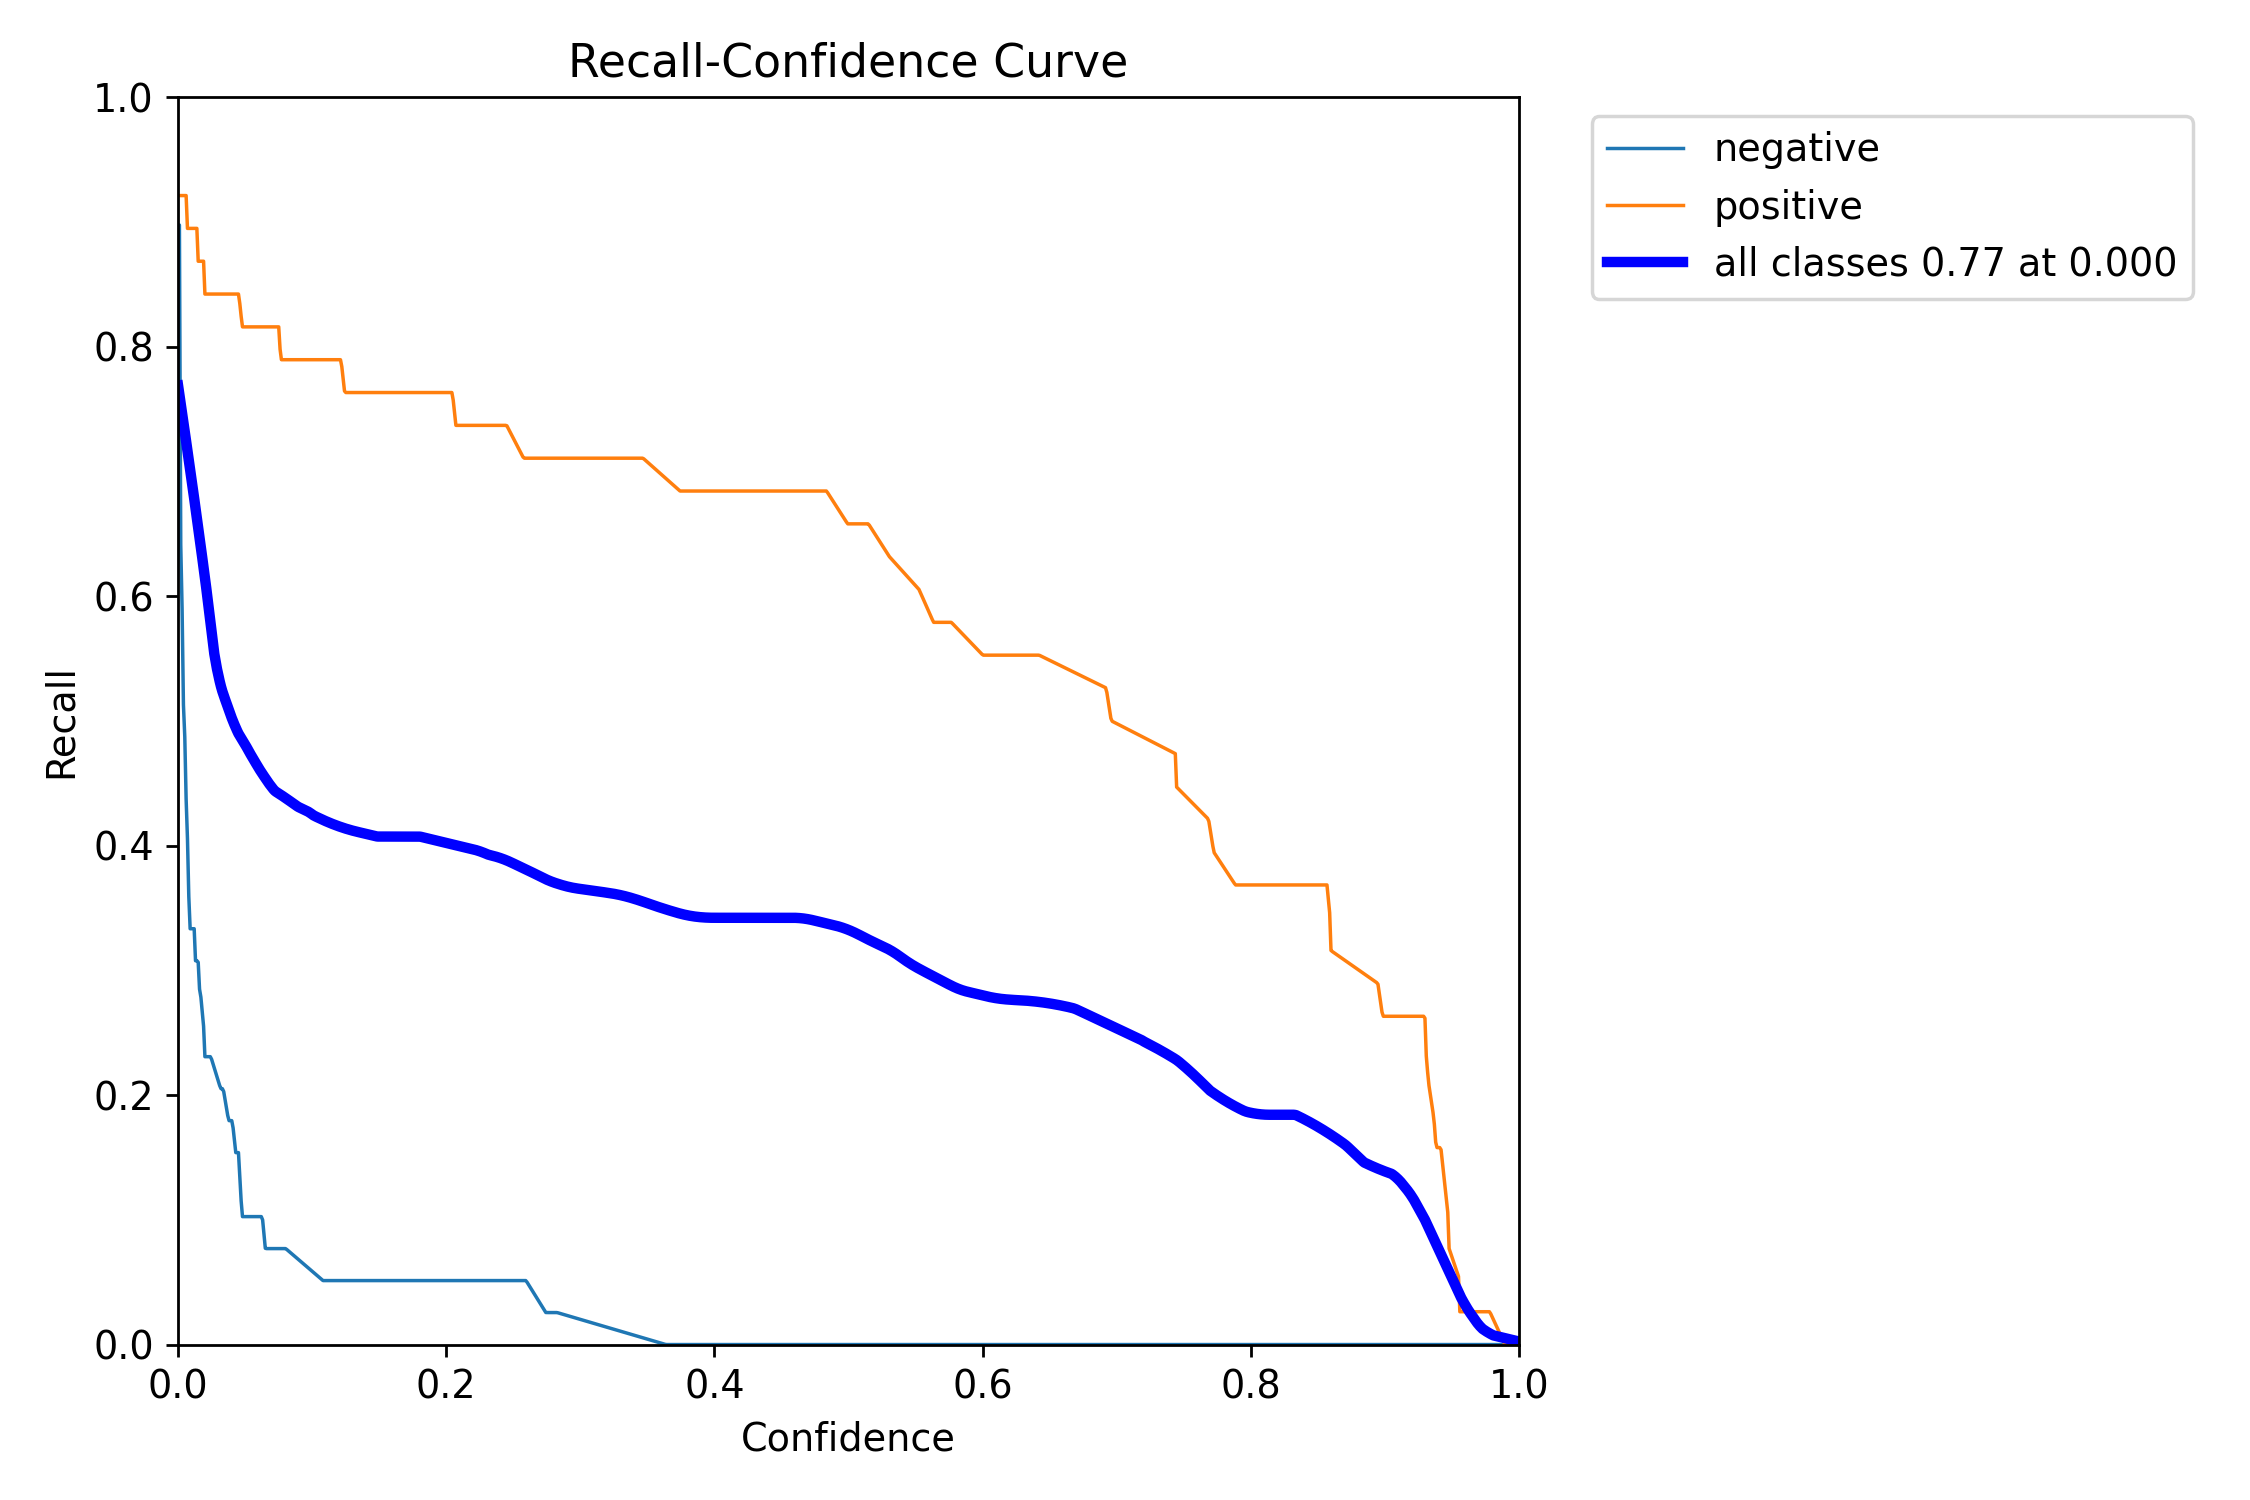 Recall-Confidence Curve
1.0
0.8
0.6
0.4
0.2
0.0
Recall
0.0 0.2 0.4 0.6 0.8 1.0
Confidence
negative
positive
all classes 0.77 at 0.000